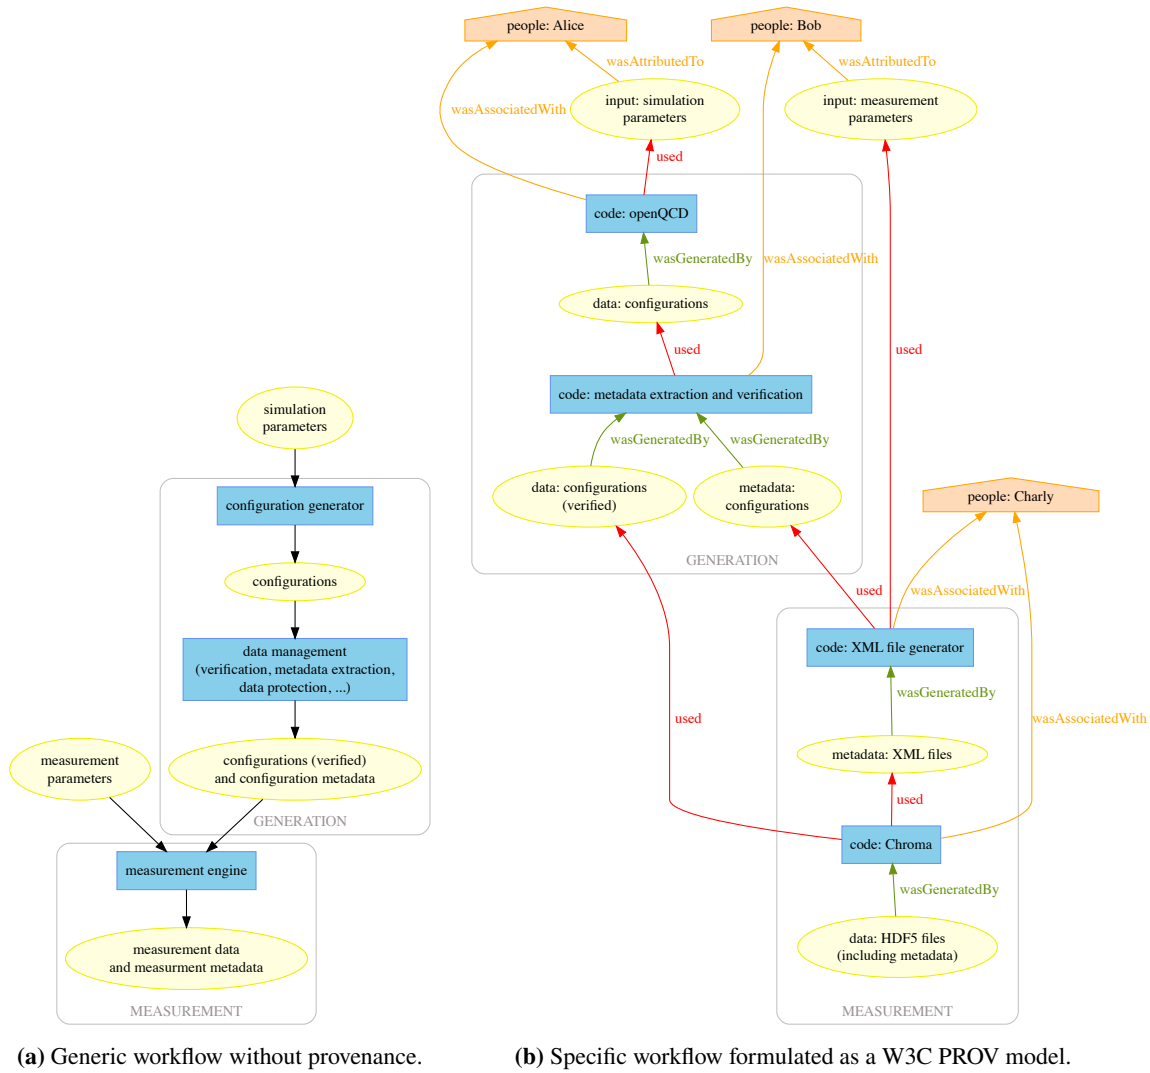 simulation
parameters
configuration generator
configurations
data management
(verification, metadata extraction,
data protection, ...)
measurement
parameters
configurations (verified)
and configuration metadata
GENERATION
measurement engine
measurement data
and measurment metadata
MEASUREMENT
(a) Generic workflow without provenance.
people: Alice
people: Bob
wasAttributedTo
wasAttributedTo
wasAssociatedWith
input: simulation
parameters
input: measurement
parameters
used
code: openQCD
wasGeneratedBy
wasAssociatedWith
data: configurations
used
used
code: metadata extraction and verification
wasGeneratedBy
wasGeneratedBy
data: configurations
(verified)
metadata:
configurations
people: Charly
GENERATION
used
wasAssociatedWith
code: XML file generator
wasGeneratedBy
used
wasAssociatedWith
metadata: XML files
used
code: Chroma
wasGeneratedBy
data: HDF5 files
(including metadata)
MEASUREMENT
(b) Specific workflow formulated as a W3C PROV model.